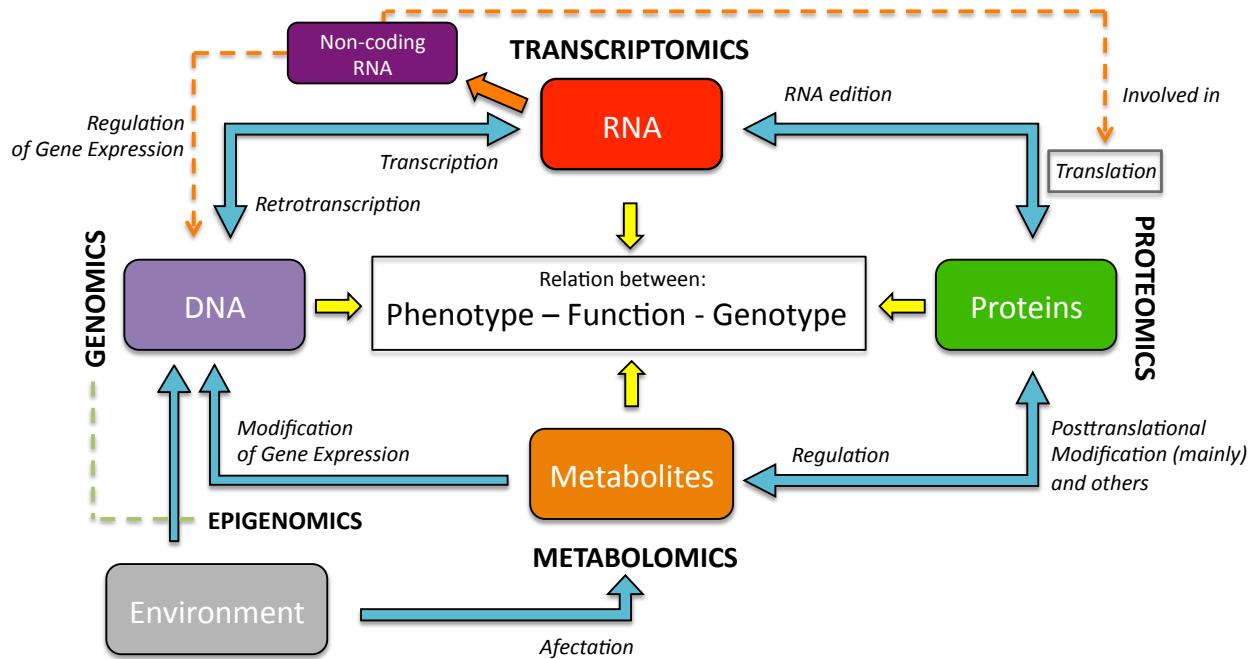 Non-coding
RNA
TRANSCRIPTOMICS
RNA
RNA edition
Involved in
Regulation
of Gene Expression
Transcription
Translation
Retrotranscription
GENOMICS
DNA
Relation between:
Phenotype – Function - Genotype
Proteins
PROTEOMICS
Modification
of Gene Expression
Metabolites
Regulation
Posttranslational
Modification (mainly)
and others
EPIGENOMICS
METABOLOMICS
Environment
Afectation